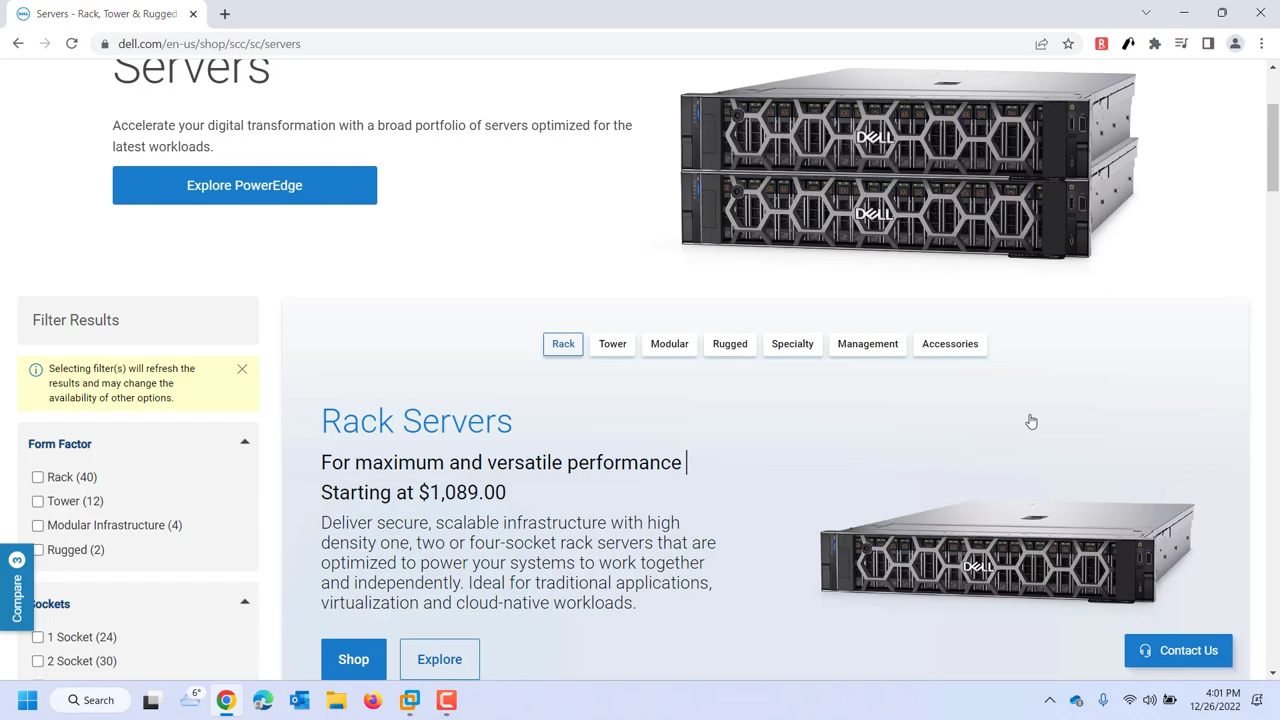 Servers - Rack, Tower & Rugged
dell.com/en-us/shop/scc/sc/servers
Servers
Accelerate your digital transformation with a broad portfolio of servers optimized for the
latest workloads.
Explore PowerEdge
DELL
DELL
Filter Results
Selecting filter(s) will refresh the
results and may change the
availability of other options.
Form Factor
Rack (40)
Tower (12)
Modular Infrastructure (4)
Rugged (2)
Sockets
1 Socket (24)
2 Socket (30)
Compare 3
Rack Tower Modular Rugged Specialty Management Accessories
Rack Servers
For maximum and versatile performance |
Starting at $1,089.00
Deliver secure, scalable infrastructure with high
density one, two or four-socket rack servers that are
optimized to power your systems to work together
and independently. Ideal for traditional applications,
virtualization and cloud-native workloads.
Shop Explore
DELL
Contact Us
Search
6°
4:01 PM
12/26/2022